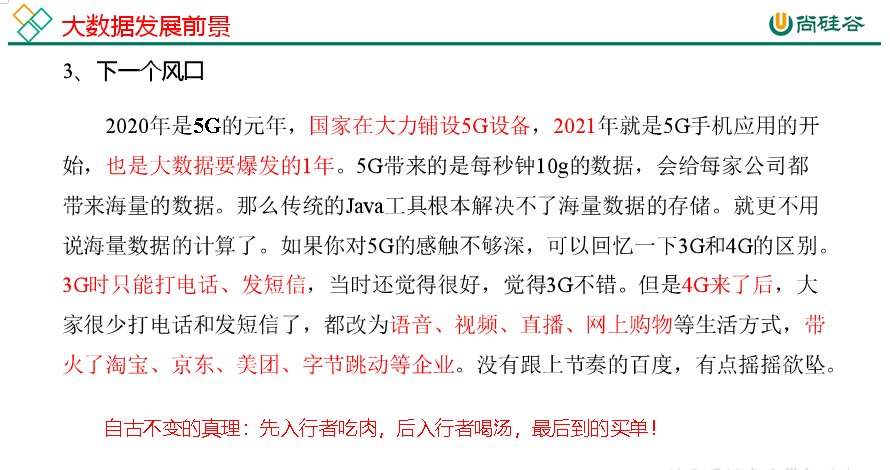 大数据发展前景
尚硅谷
3、下一个风口
2020年是5G的元年，国家在大力铺设5G设备，2021年就是5G手机应用的开
始，也是大数据要爆发的1年。5G带来的是每秒钟10g的数据，会给每家公司都
带来海量的数据。那么传统的Java工具根本解决不了海量数据的存储。就更不用
说海量数据的计算了。如果你对5G的感触不够深，可以回忆一下3G和4G的区别。
3G时只能打电话、发短信，当时还觉得很好，觉得3G不错。但是4G来了后，大
家很少打电话和发短信了，都改为语音、视频、直播、网上购物等生活方式，带
火了淘宝、京东、美团、字节跳动等企业。没有跟上节奏的百度，有点摇摇欲坠。
自古不变的真理：先入行者吃肉，后入行者喝汤，最后到的买单！